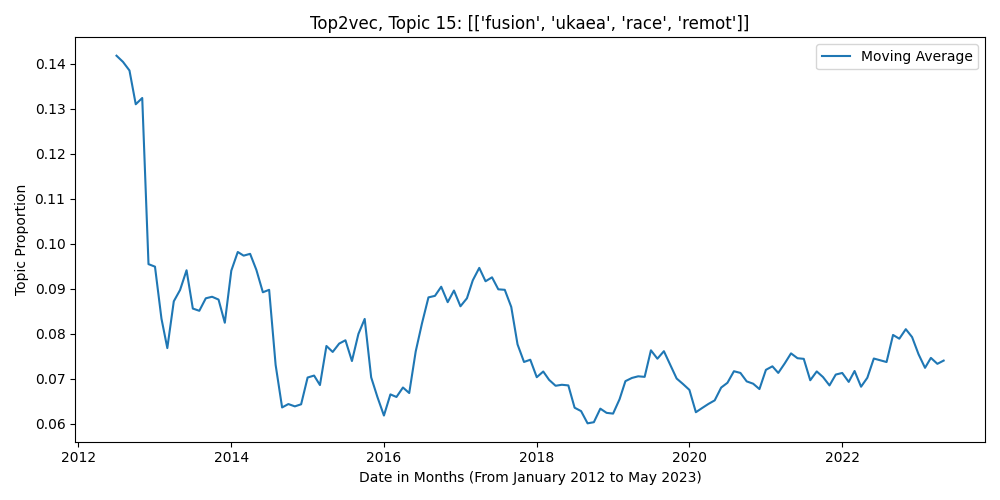 Top2vec, Topic 15: [['fusion', 'ukaea', 'race', 'remot']]
Moving Average
Topic Proportion
0.14
0.13
0.12
0.11
0.10
0.09
0.08
0.07
0.06
2012 2014 2016 2018 2020 2022
Date in Months (From January 2012 to May 2023)